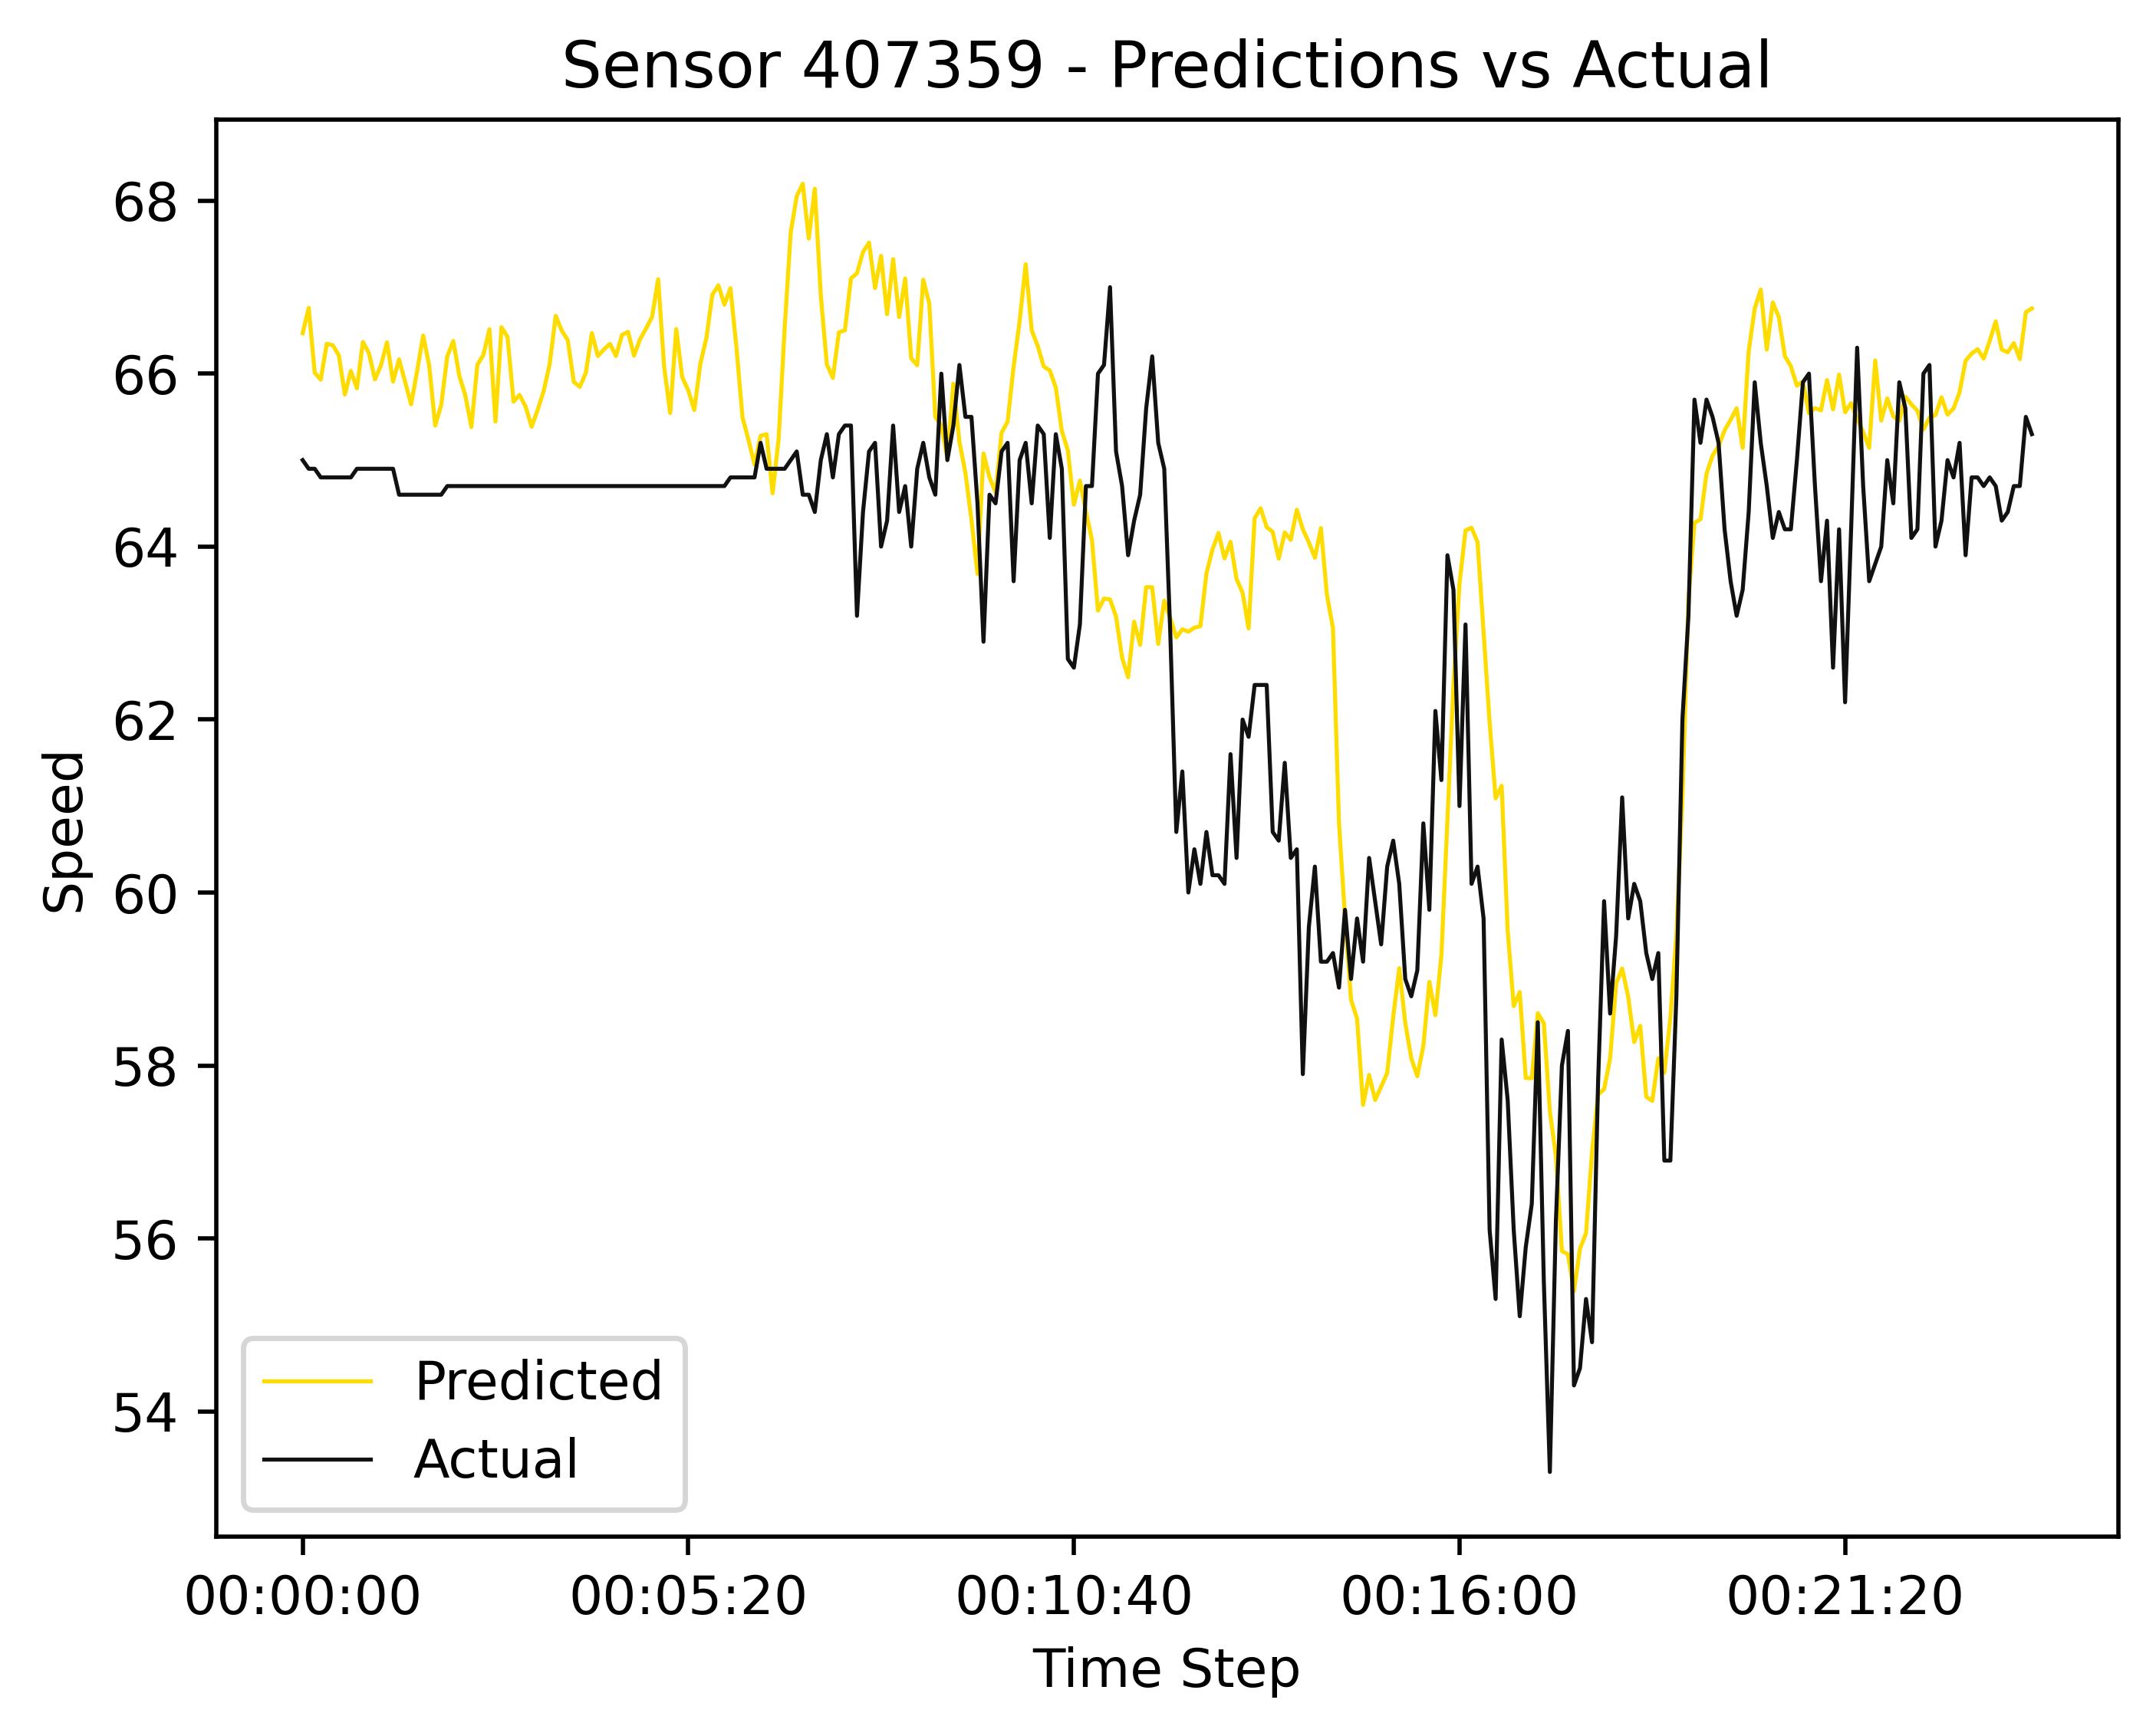 Sensor 407359 - Predictions vs Actual
68
66
64
62
60
58
56
54
Speed
Predicted
Actual
00:00:00 00:05:20 00:10:40 00:16:00 00:21:20
Time Step